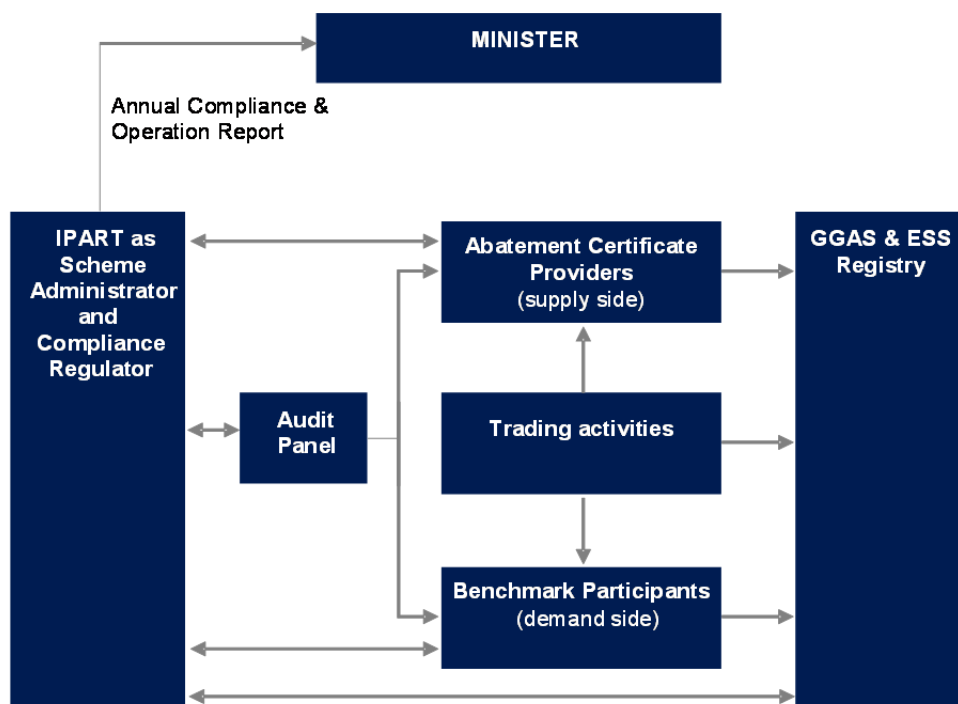 MINISTER
Annual Compliance &
Operation Report
IPART as
Scheme
Administrator
and
Compliance
Regulator
Abatement Certificate
Providers
(supply side)
GGAS & ESS
Registry
Audit
Panel
Trading activities
Benchmark Participants
(demand side)